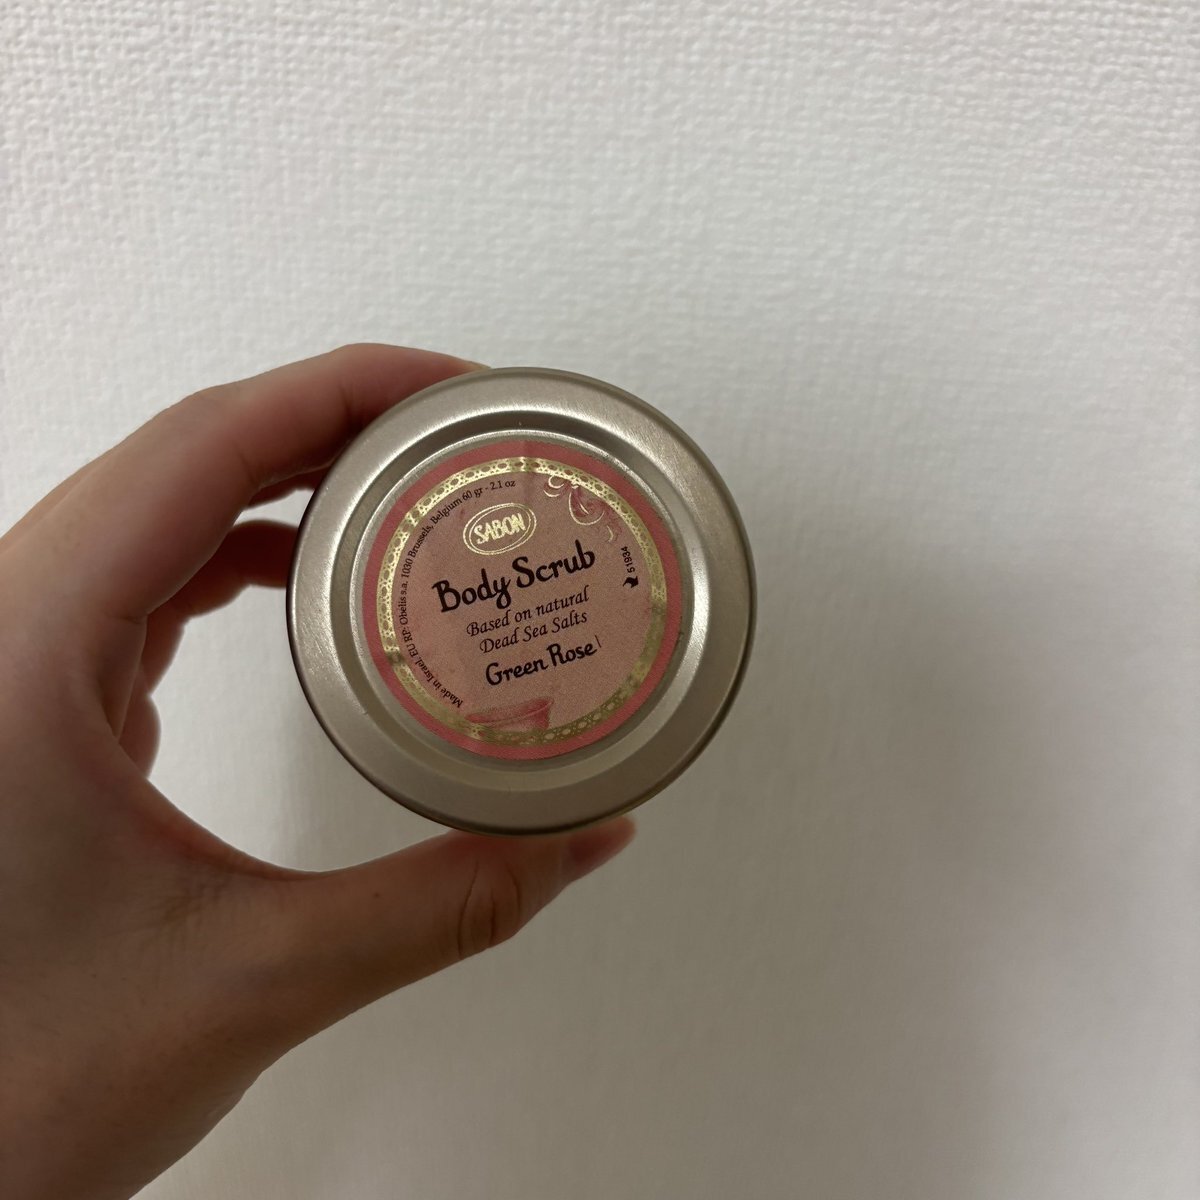 SABON
Body Scrub
Based on natural
Dead Sea Salts
Green Rose
Made in Israel. EU RP: Obelis s.a. 1030 Brussels, Belgium 60 gr - 2.1 oz
51934